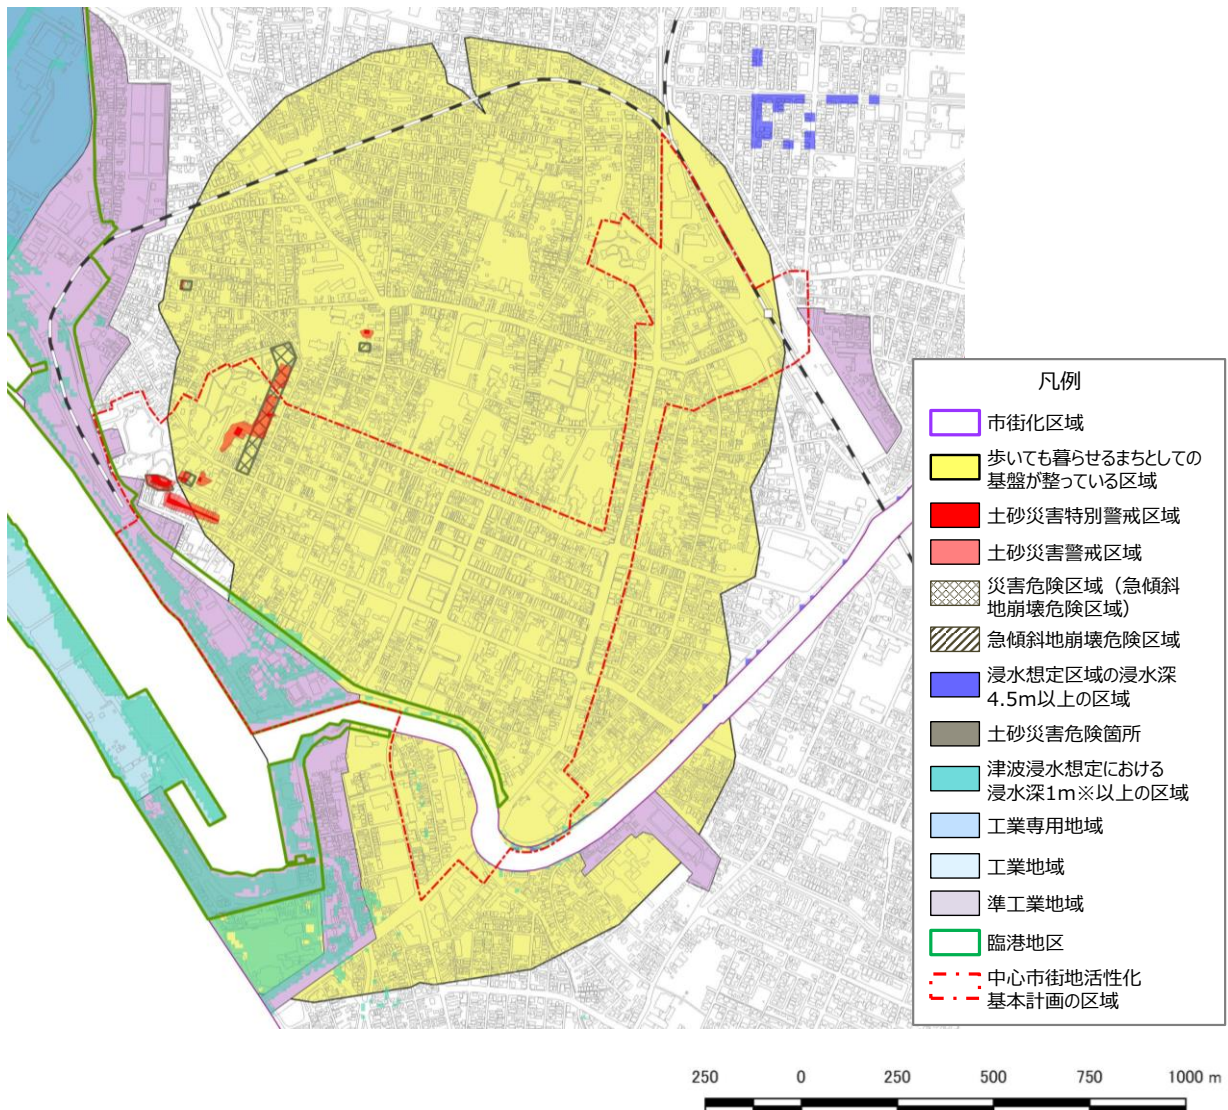 凡例
市街化区域
歩いても暮らせるまちとしての
基盤が整っている区域
土砂災害特別警戒区域
土砂災害警戒区域
災害危険区域（急傾斜
地崩壊危険区域）
急傾斜地崩壊危険区域
浸水想定区域の浸水深
4.5m以上の区域
土砂災害危険箇所
津波浸水想定における
浸水深1m※以上の区域
工業専用地域
工業地域
準工業地域
臨港地区
中心市街地活性化
基本計画の区域
250 0 250 500 750 1000 m